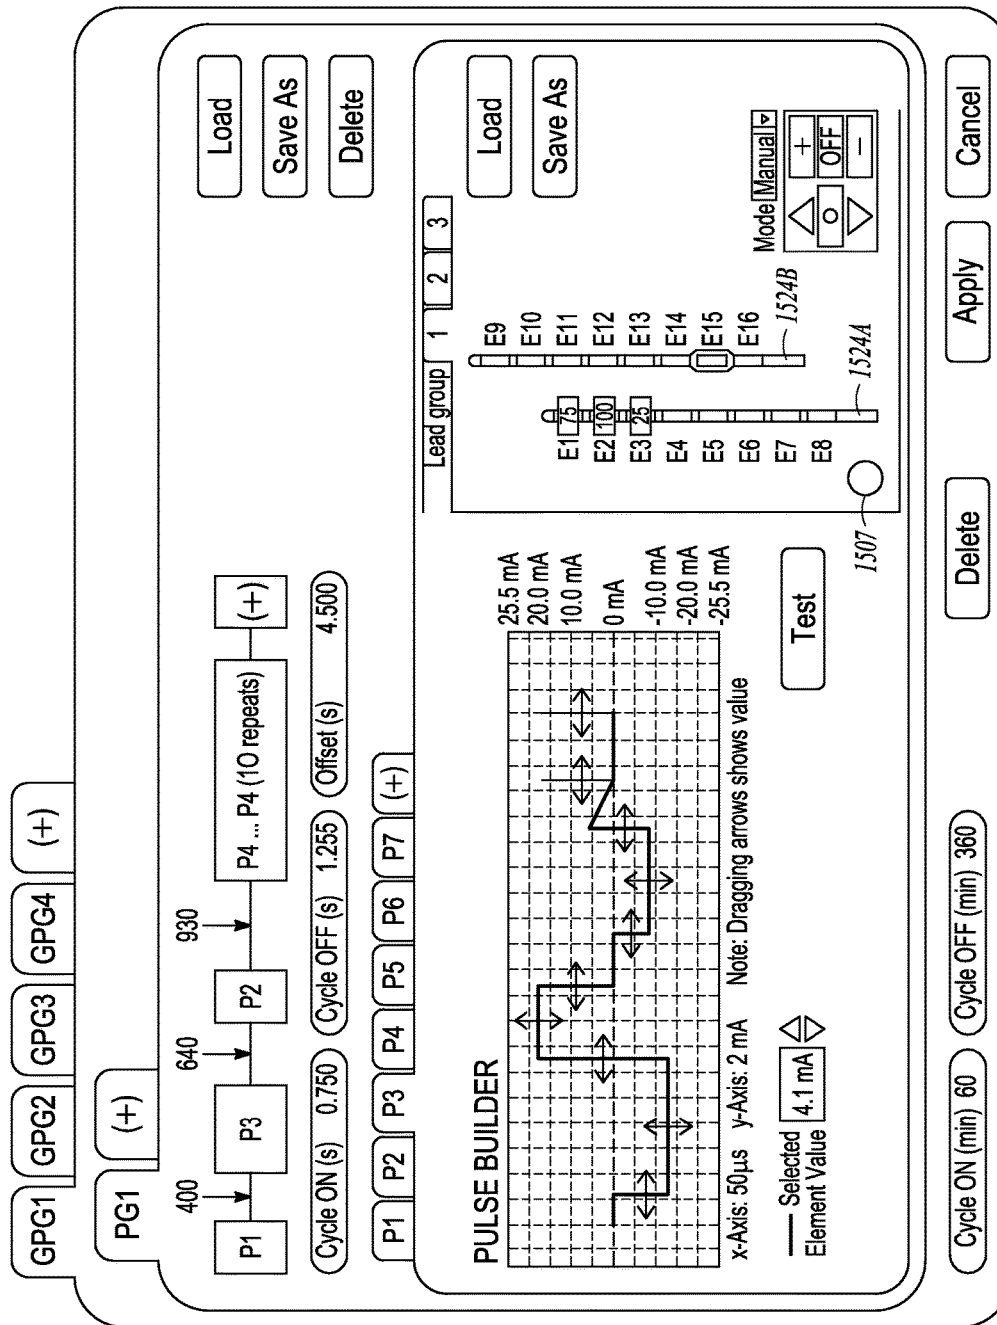 GPG1 GPG2 GPG3 GPG4 (+)
PG1 (+)
400 640 930
P1 P3 P2 P4 ... P4 (10 repeats) (+)
Load
Save As
Delete
Cycle ON (s) 0.750 Cycle OFF (s) 1.255 Offset (s) 4.500
P1 P2 P3 P4 P5 P6 P7 (+)
PULSE BUILDER
25.5 mA
20.0 mA
10.0 mA
0 mA
-10.0 mA
-20.0 mA
-25.5 mA
x-Axis: 50µs y-Axis: 2 mA Note: Dragging arrows shows value
Selected
Element Value 4.1 mA
Test
Lead group 1 2 3
E1 75
E2 100
E3 25
E4
E5
E6
E7
E8
E9
E10
E11
E12
E13
E14
E15
E16
1507
1524A
1524B
Mode Manual
+
OFF
−
Load
Save As
Cycle ON (min) 60 Cycle OFF (min) 360 Delete Apply Cancel